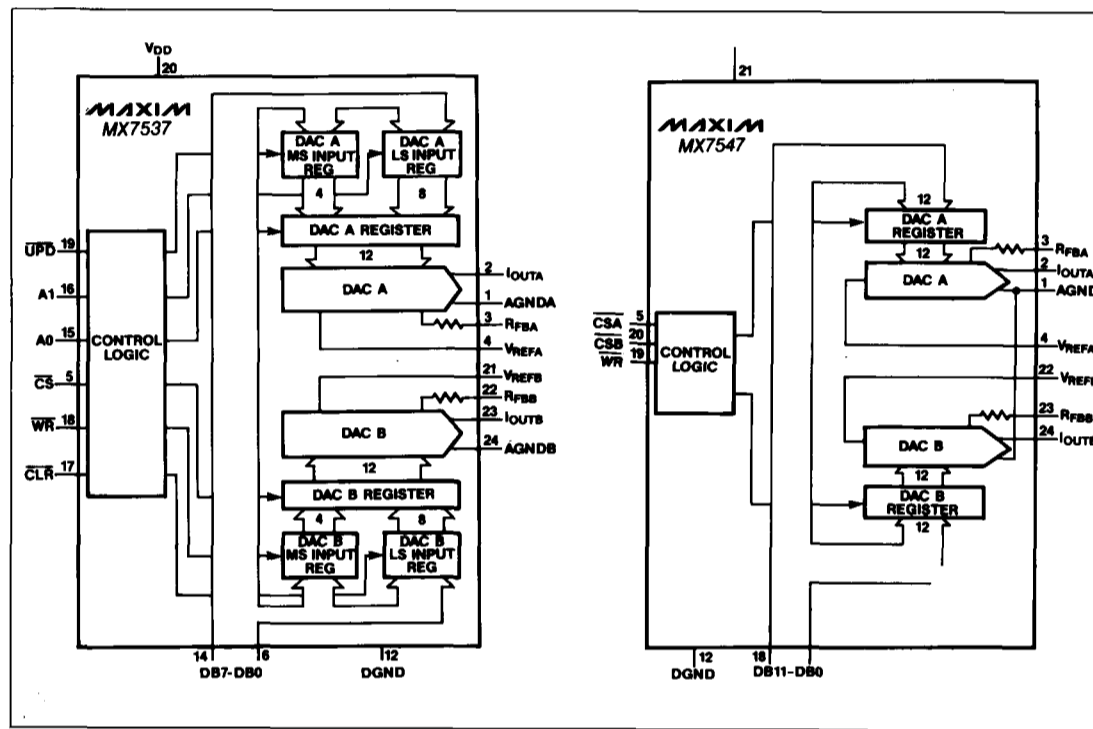 VDD
20
MAXIM
MX7537
DAC A
MS INPUT
REG
DAC A
LS INPUT
REG
4
8
DAC A REGISTER
12
DAC A
UPD 19
A1 16
A0 15
CS 5
WR 18
CLR 17
CONTROL
LOGIC
2 IOUTA
1 AGNDA
3 RFBA
4 VREFA
21 VREFB
22 RFBB
23 IOUTB
24 AGNDB
DAC B
12
DAC B REGISTER
4
8
DAC B
MS INPUT
REG
DAC B
LS INPUT
REG
14
6
12
DB7-DB0
DGND
21
MAXIM
MX7547
12
DAC A
REGISTER
12
DAC A
3 RFBA
2 IOUTA
1 AGND
CSA 5
CSB 20
WR 19
CONTROL
LOGIC
4 VREFA
22 VREF
23 RFBB
24 IOUT
DAC B
12
DAC B
REGISTER
12
12
DGND
18
6
DB11-DB0